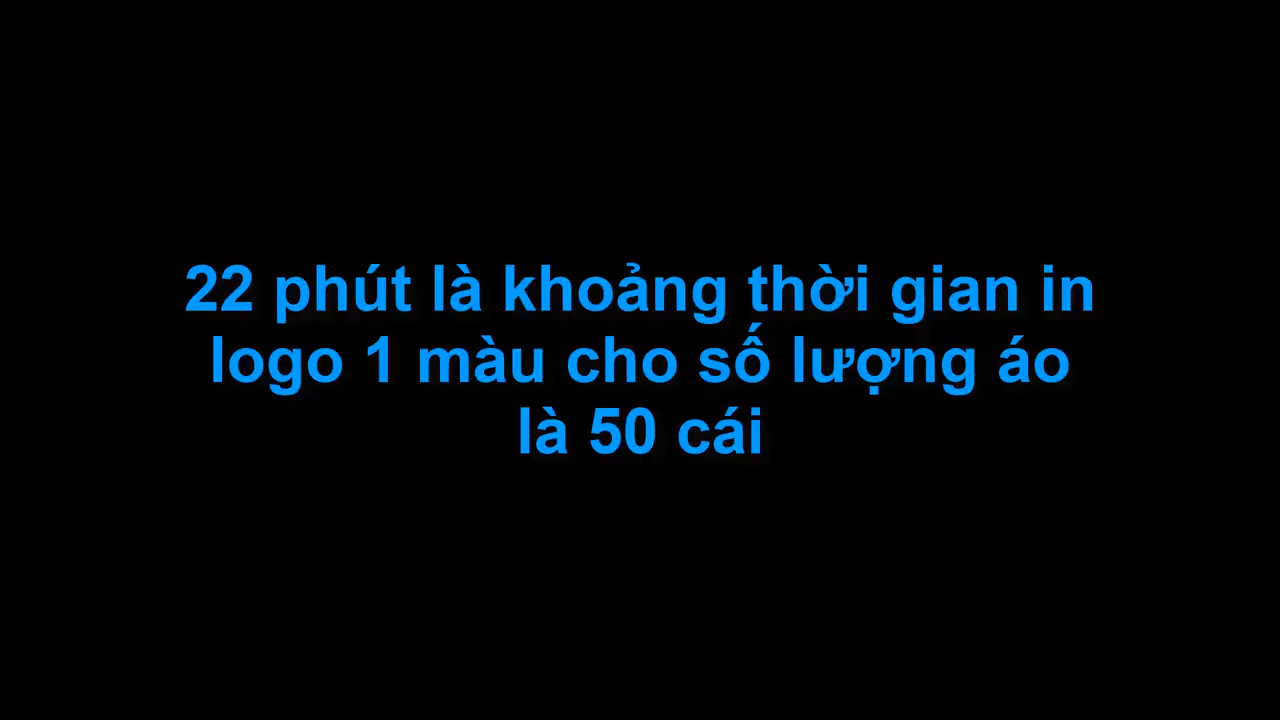 22 phút là khoảng thời gian in
logo 1 màu cho số lượng áo
là 50 cái